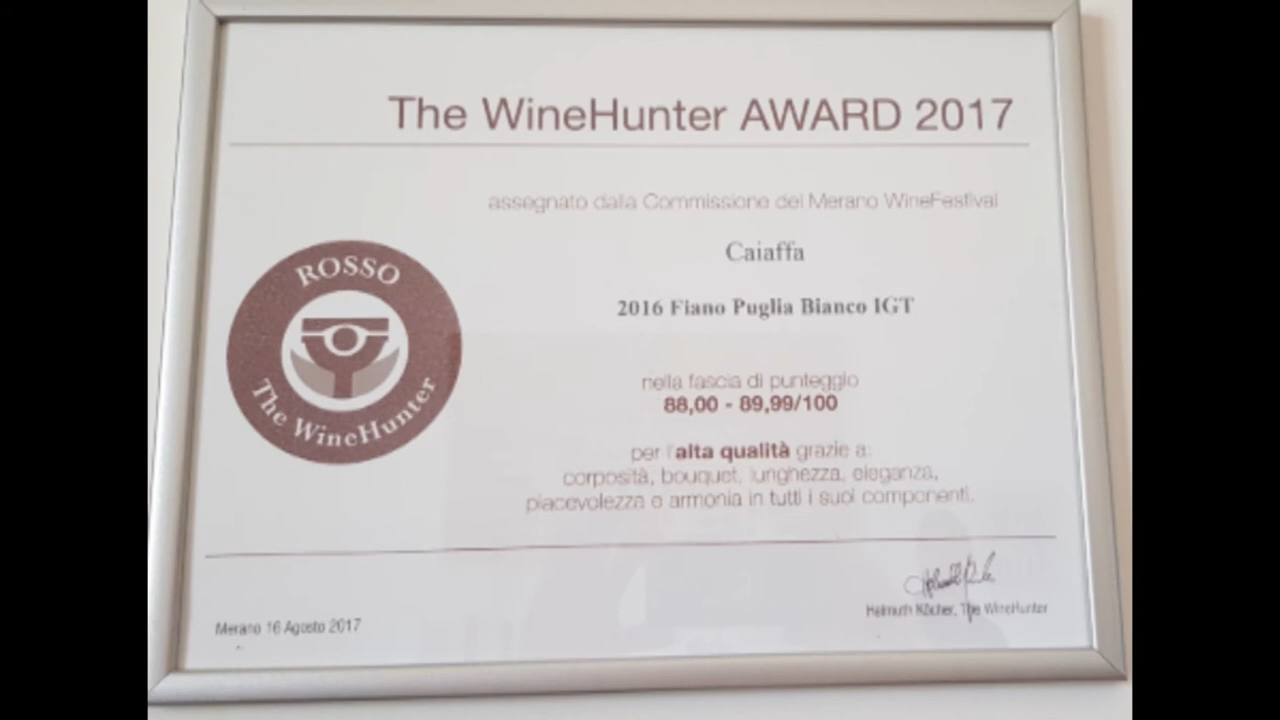 The WineHunter AWARD 2017
assegnato dalla Commissione del Merano WineFestival
Caiaffa
2016 Fiano Puglia Bianco IGT
ROSSO
The WineHunter
nella fascia di punteggio
88,00 - 89,99/100
per l'alta qualità grazie a:
corposità, bouquet, lunghezza, eleganza,
piacevolezza e armonia in tutti i suoi componenti.
Helmuth Köcher, The WineHunter
Merano 16 Agosto 2017